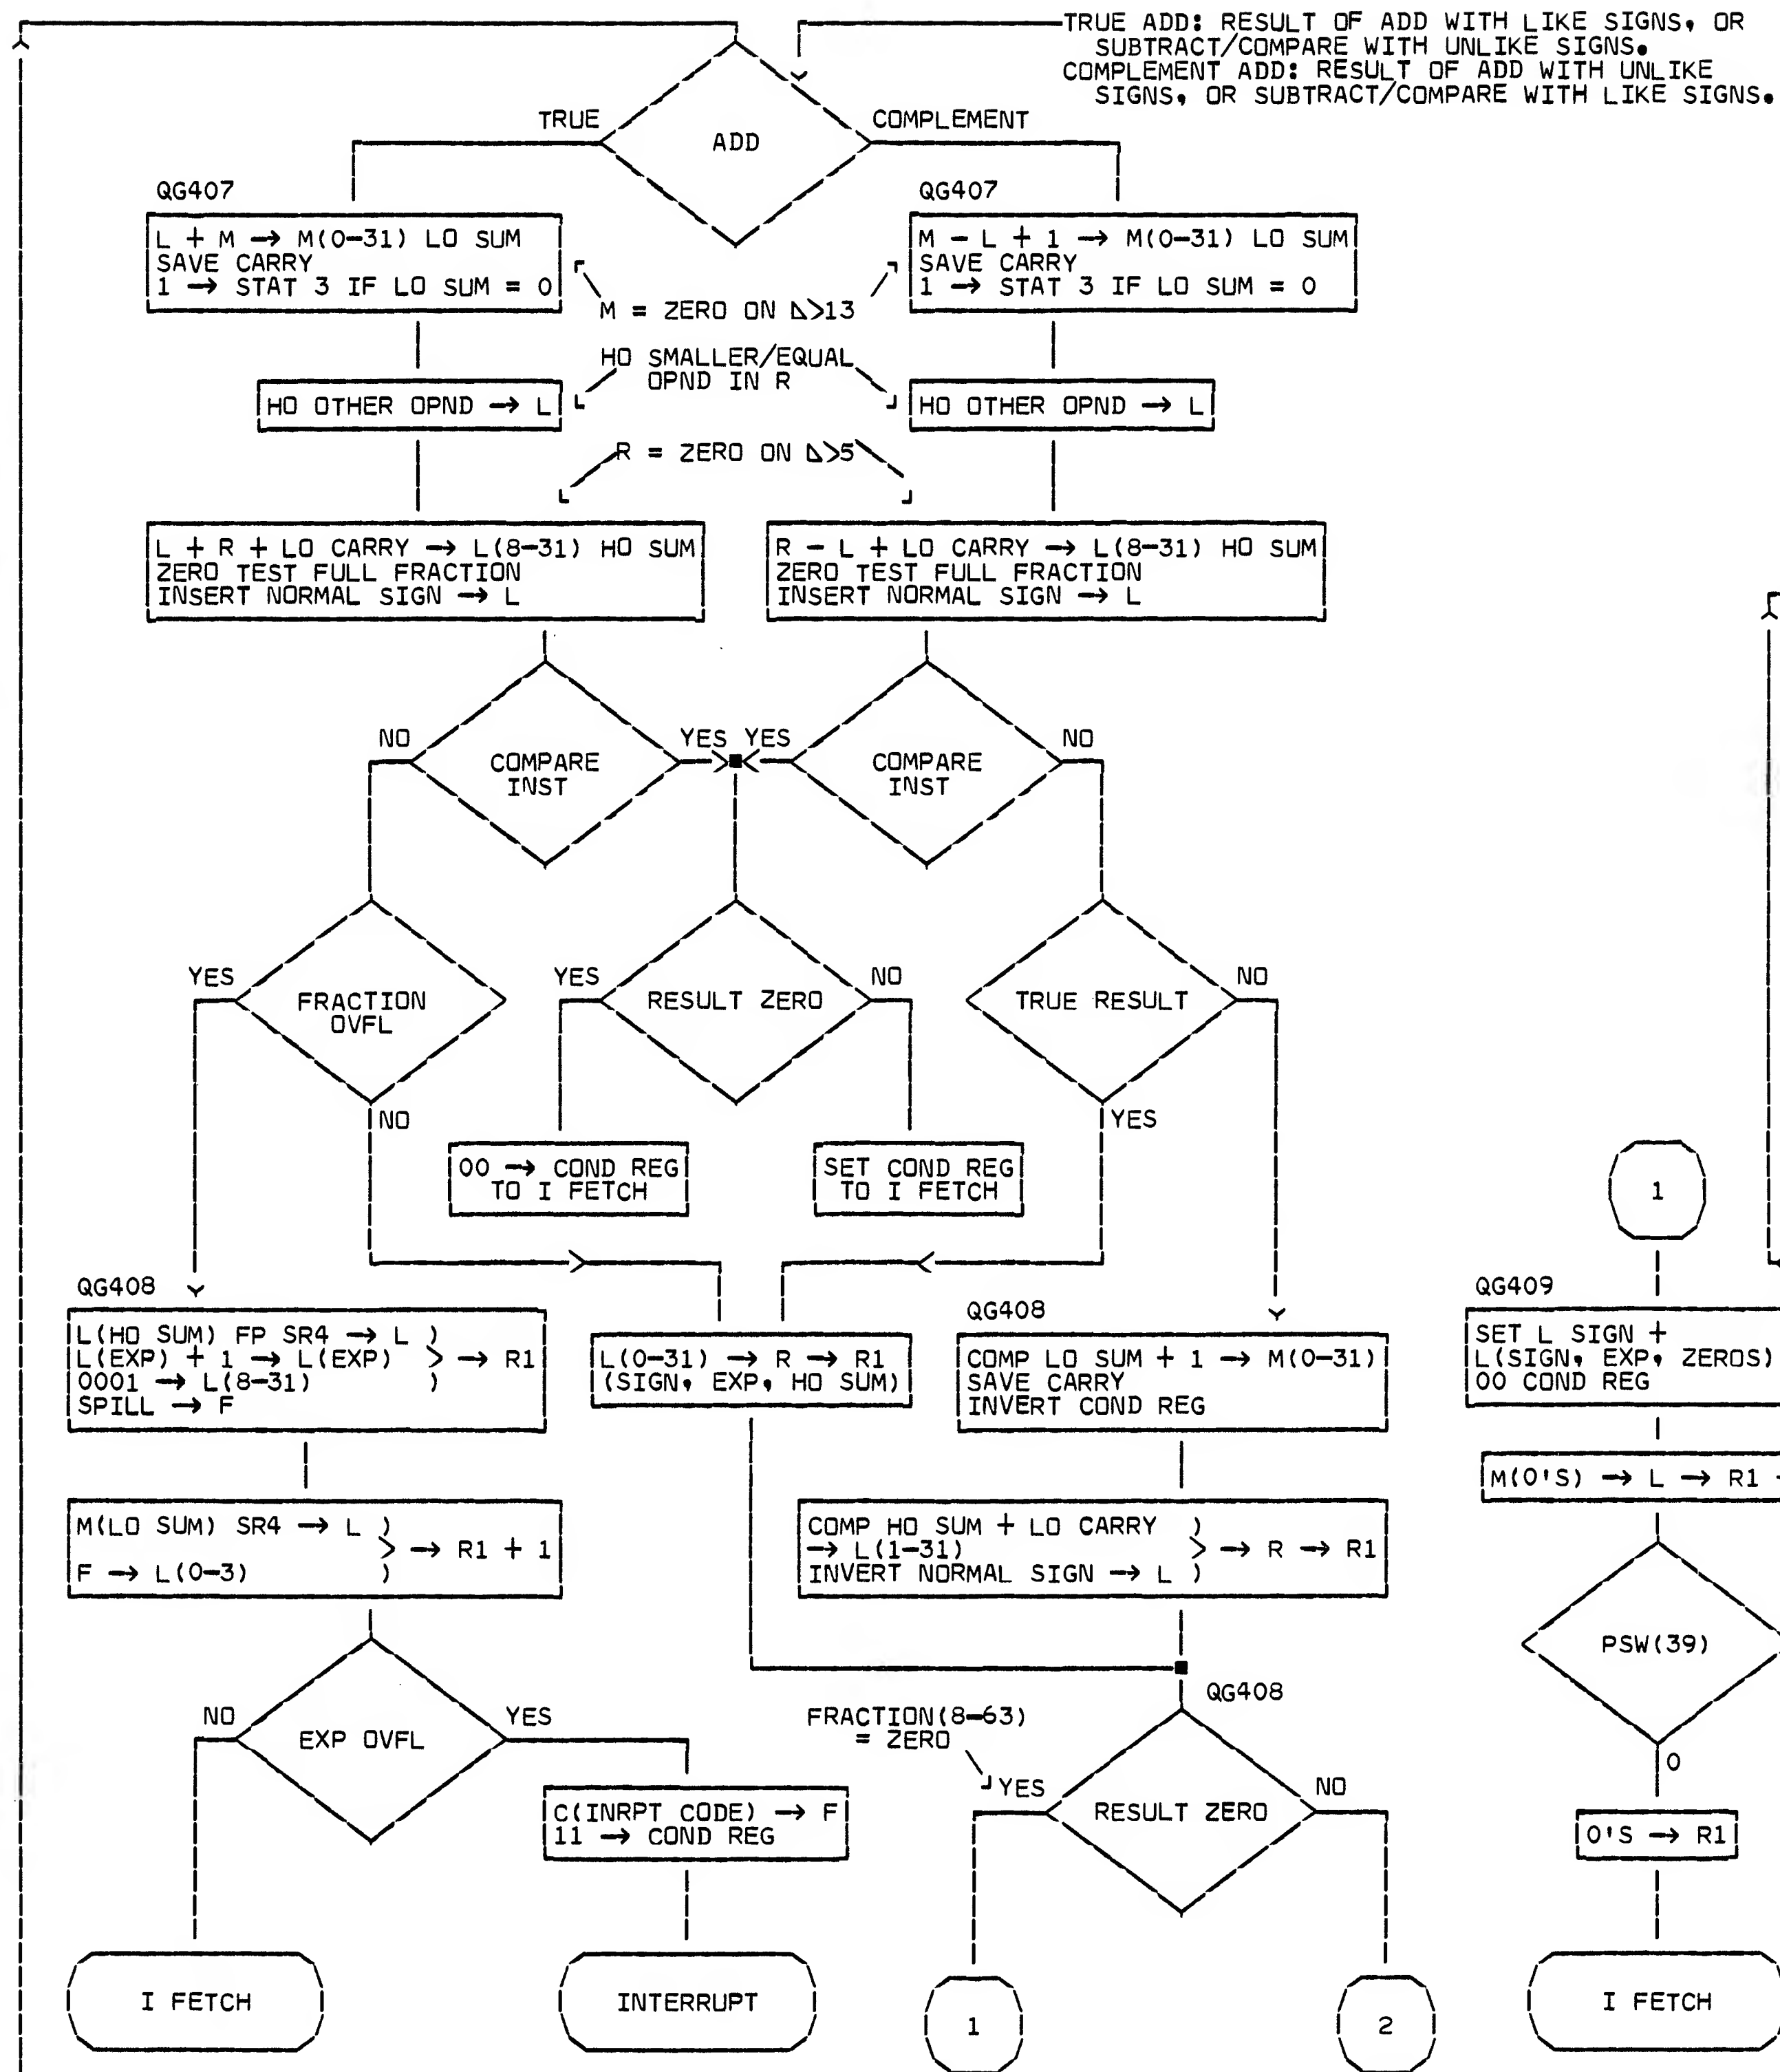 TRUE ADD: RESULT OF ADD WITH LIKE SIGNS, OR
SUBTRACT/COMPARE WITH UNLIKE SIGNS.
COMPLEMENT ADD: RESULT OF ADD WITH UNLIKE
SIGNS, OR SUBTRACT/COMPARE WITH LIKE SIGNS.
TRUE
ADD
COMPLEMENT
QG407
L + M → M(0-31) LO SUM
SAVE CARRY
1 → STAT 3 IF LO SUM = 0
QG407
M - L + 1 → M(0-31) LO SUM
SAVE CARRY
1 → STAT 3 IF LO SUM = 0
M = ZERO ON Δ>13
HO SMALLER/EQUAL
OPND IN R
HO OTHER OPND → L
HO OTHER OPND → L
R = ZERO ON Δ>5
L + R + LO CARRY → L(8-31) HO SUM
ZERO TEST FULL FRACTION
INSERT NORMAL SIGN → L
R - L + LO CARRY → L(8-31) HO SUM
ZERO TEST FULL FRACTION
INSERT NORMAL SIGN → L
NO
COMPARE
INST
YES
YES
COMPARE
INST
NO
YES
FRACTION
OVFL
NO
YES
RESULT ZERO
NO
TRUE RESULT
NO
YES
00 → COND REG
TO I FETCH
SET COND REG
TO I FETCH
QG408
L(HO SUM) FP SR4 → L )
L(EXP) + 1 → L(EXP) > → R1
0001 → L(8-31) )
SPILL → F
L(0-31) → R → R1
(SIGN, EXP, HO SUM)
QG408
COMP LO SUM + 1 → M(0-31)
SAVE CARRY
INVERT COND REG
M(LO SUM) SR4 → L )
> → R1 + 1
F → L(0-3) )
COMP HO SUM + LO CARRY )
→ L(1-31) > → R → R1
INVERT NORMAL SIGN → L )
NO
EXP OVFL
YES
C(INRPT CODE) → F
11 → COND REG
I FETCH
INTERRUPT
QG408
FRACTION(8-63)
= ZERO
YES
RESULT ZERO
NO
1
2
1
QG409
SET L SIGN +
L(SIGN, EXP, ZEROS)
00 COND REG
M(0'S) → L → R1
PSW(39)
0
0'S → R1
I FETCH